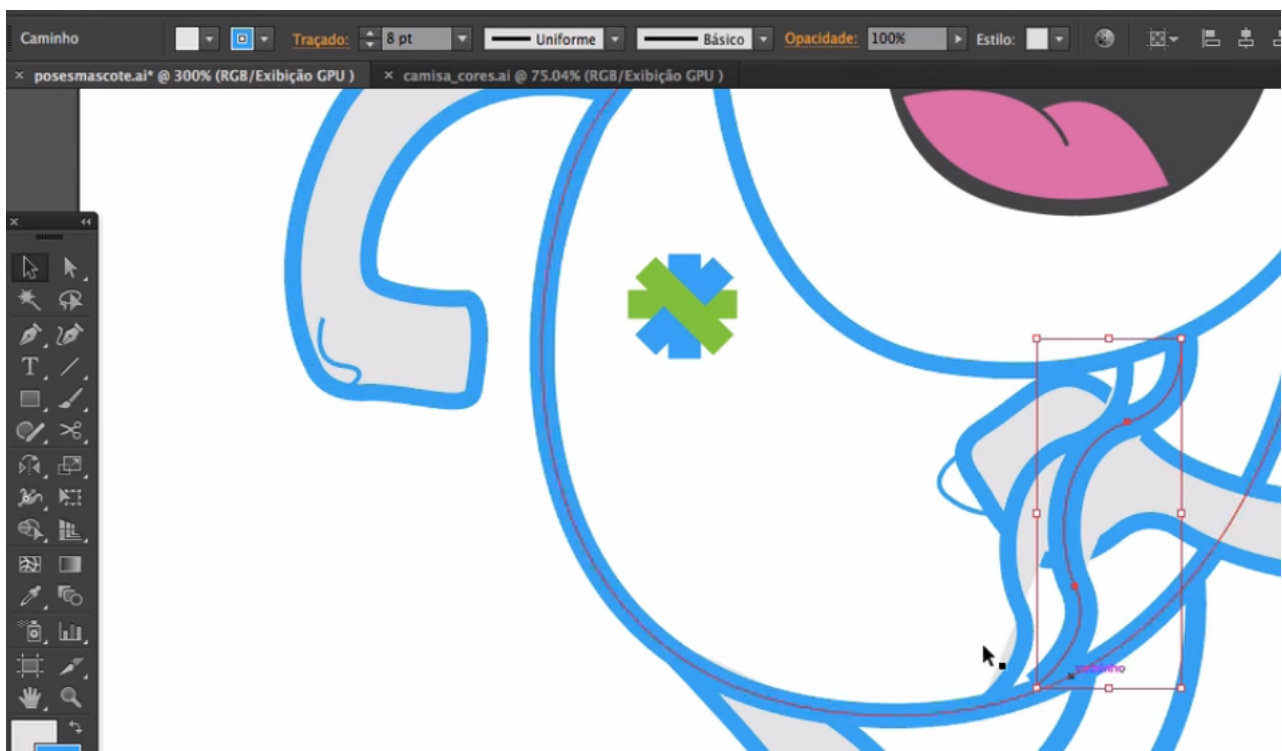 Caminho Traçado: 8 pt Uniforme Básico Opacidade: 100% Estilo:
× posesmascote.ai* @ 300% (RGB/Exibição GPU ) × camisa_cores.ai @ 75.04% (RGB/Exibição GPU )